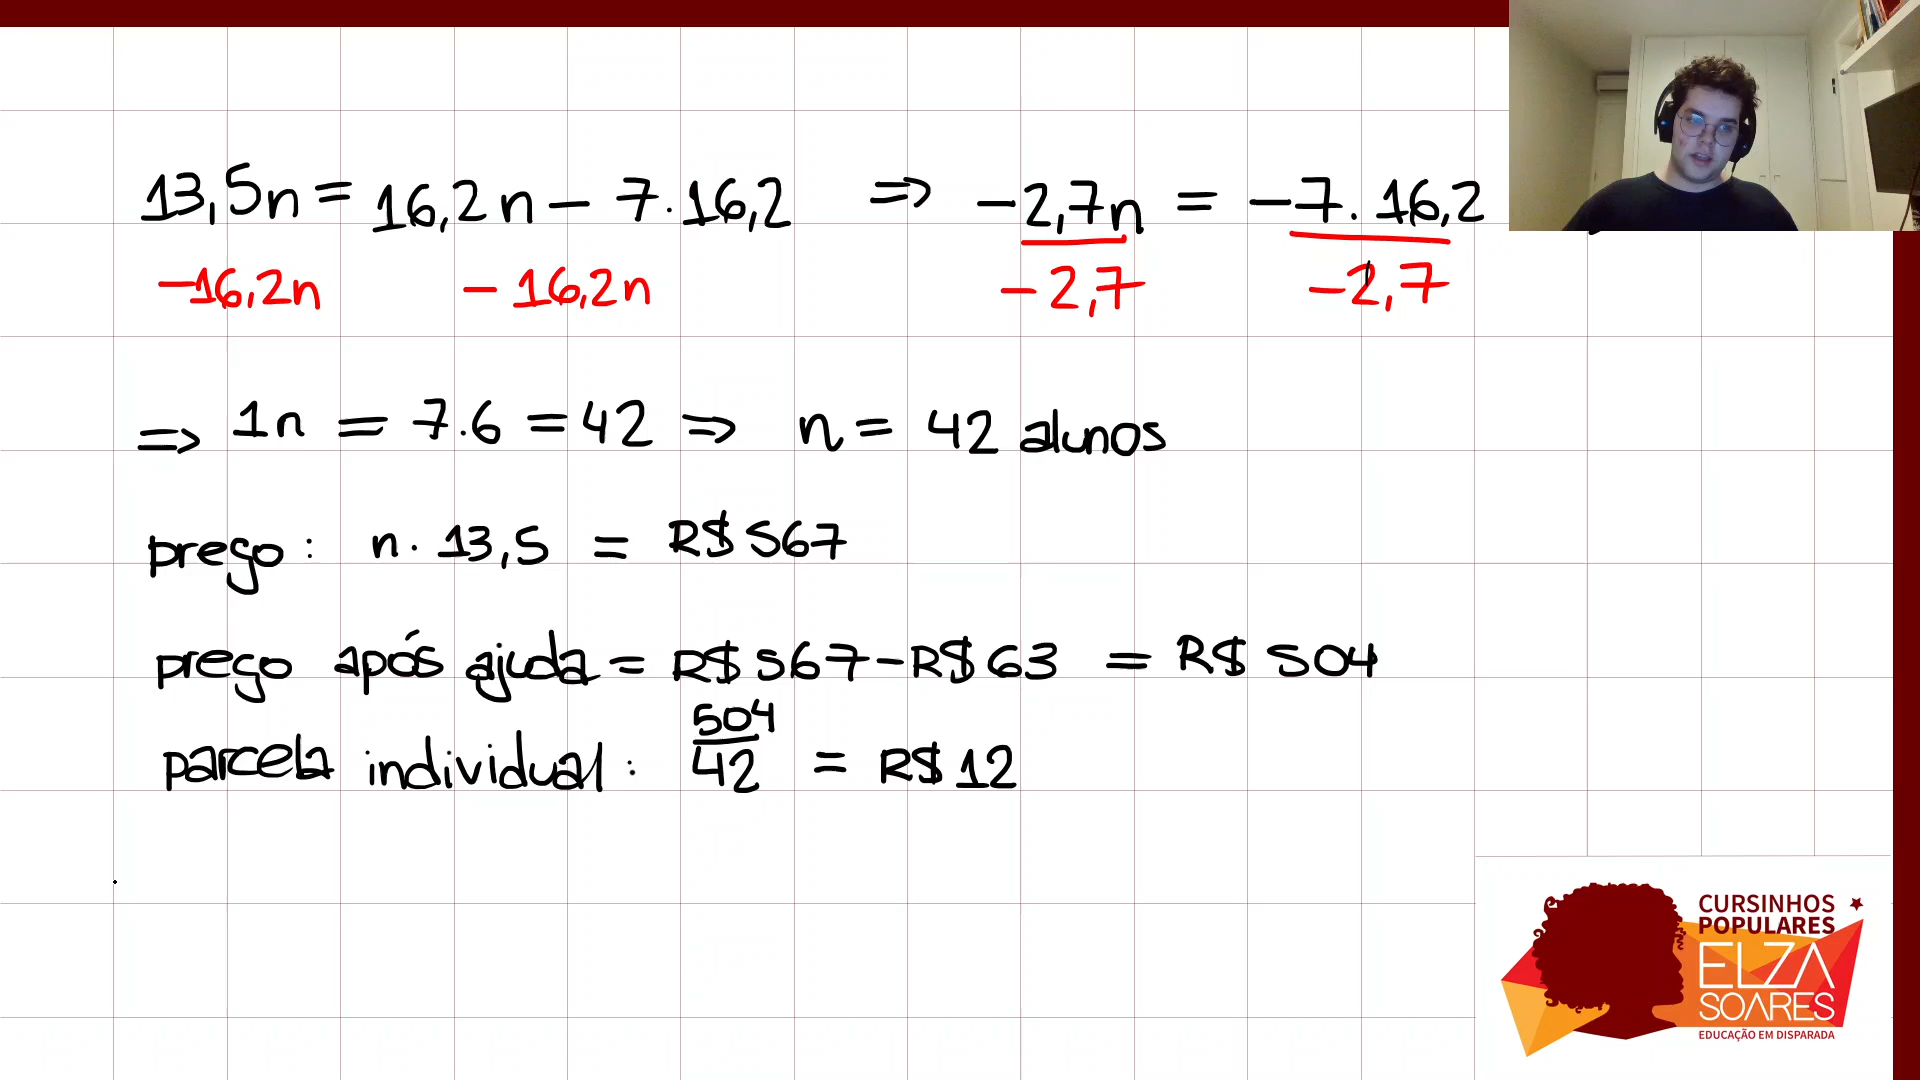 13,5n = 16,2n - 7.16,2 => -2,7n = -7.16,2
-16,2n - 16,2n -2,7 -2,7
=> 1n = 7.6 = 42 => n = 42 alunos
preço: n. 13,5 = R$ 567
preço após ajuda = R$ 567 - R$ 63 = R$ 504
parcela individual: 504/42 = R$ 12
CURSINHOS
POPULARES
ELZA
SOARES
EDUCAÇÃO EM DISPARADA